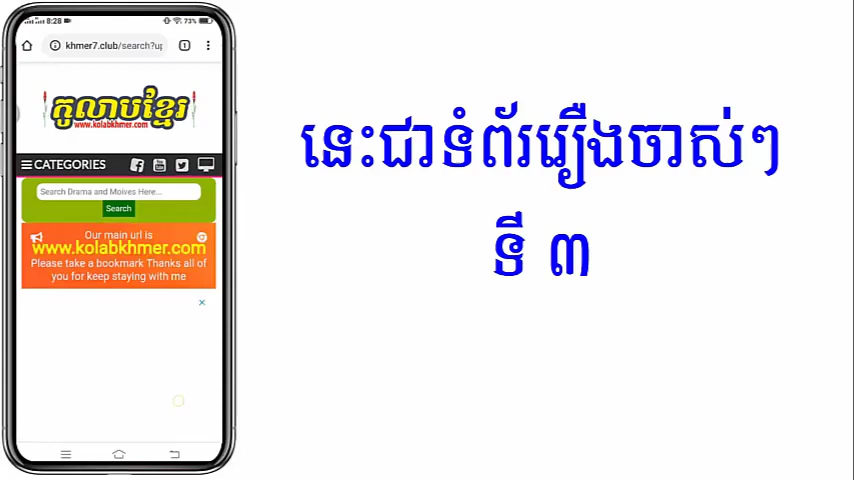 8:28
73%
khmer7.club/search?up
1
កូលាបខ្មែរ
www.kolabkhmer.com
CATEGORIES
Search Drama and Moives Here...
Search
Our main url is
www.kolabkhmer.com
Please take a bookmark Thanks all of
you for keep staying with me
នេះជាទំព័ររឿងចាស់ៗ
ទី ៣